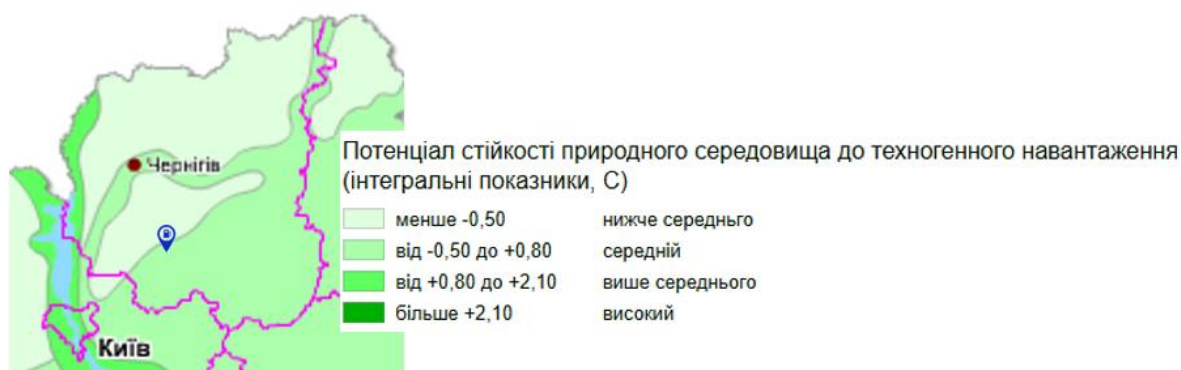 Чернігів
Київ
Потенціал стійкості природного середовища до техногенного навантаження
(інтегральні показники, С)
менше -0,50 нижче середнього
від -0,50 до +0,80 середній
від +0,80 до +2,10 вище середнього
більше +2,10 високий